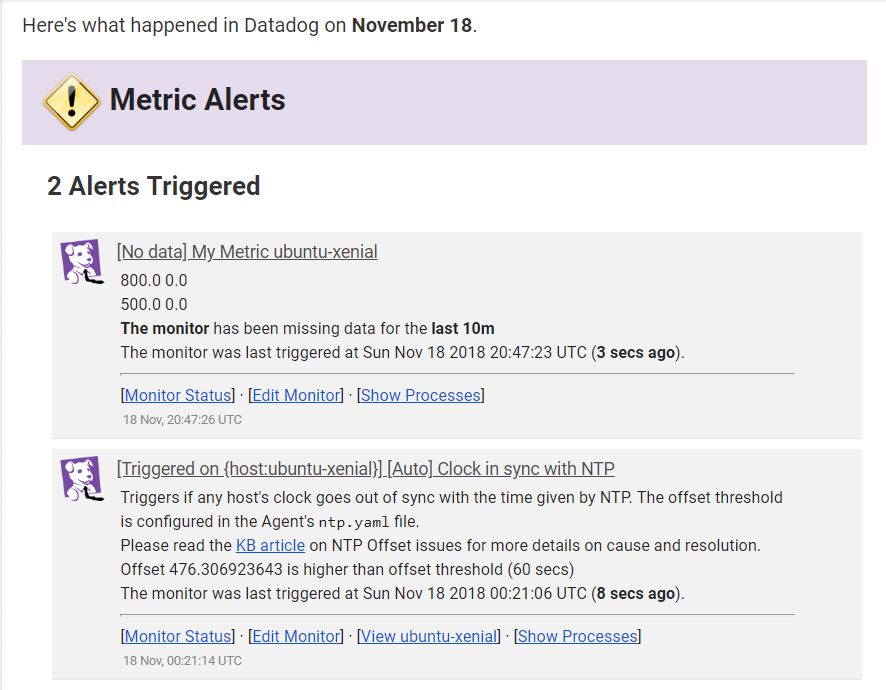 Here's what happened in Datadog on November 18.
Metric Alerts
2 Alerts Triggered
[No data] My Metric ubuntu-xenial
800.0 0.0
500.0 0.0
The monitor has been missing data for the last 10m
The monitor was last triggered at Sun Nov 18 2018 20:47:23 UTC (3 secs ago).
[Monitor Status] · [Edit Monitor] · [Show Processes]
18 Nov, 20:47:26 UTC
[Triggered on {host:ubuntu-xenial}] [Auto] Clock in sync with NTP
Triggers if any host's clock goes out of sync with the time given by NTP. The offset threshold
is configured in the Agent's ntp.yaml file.
Please read the KB article on NTP Offset issues for more details on cause and resolution.
Offset 476.306923643 is higher than offset threshold (60 secs)
The monitor was last triggered at Sun Nov 18 2018 00:21:06 UTC (8 secs ago).
[Monitor Status] · [Edit Monitor] · [View ubuntu-xenial] · [Show Processes]
18 Nov, 00:21:14 UTC